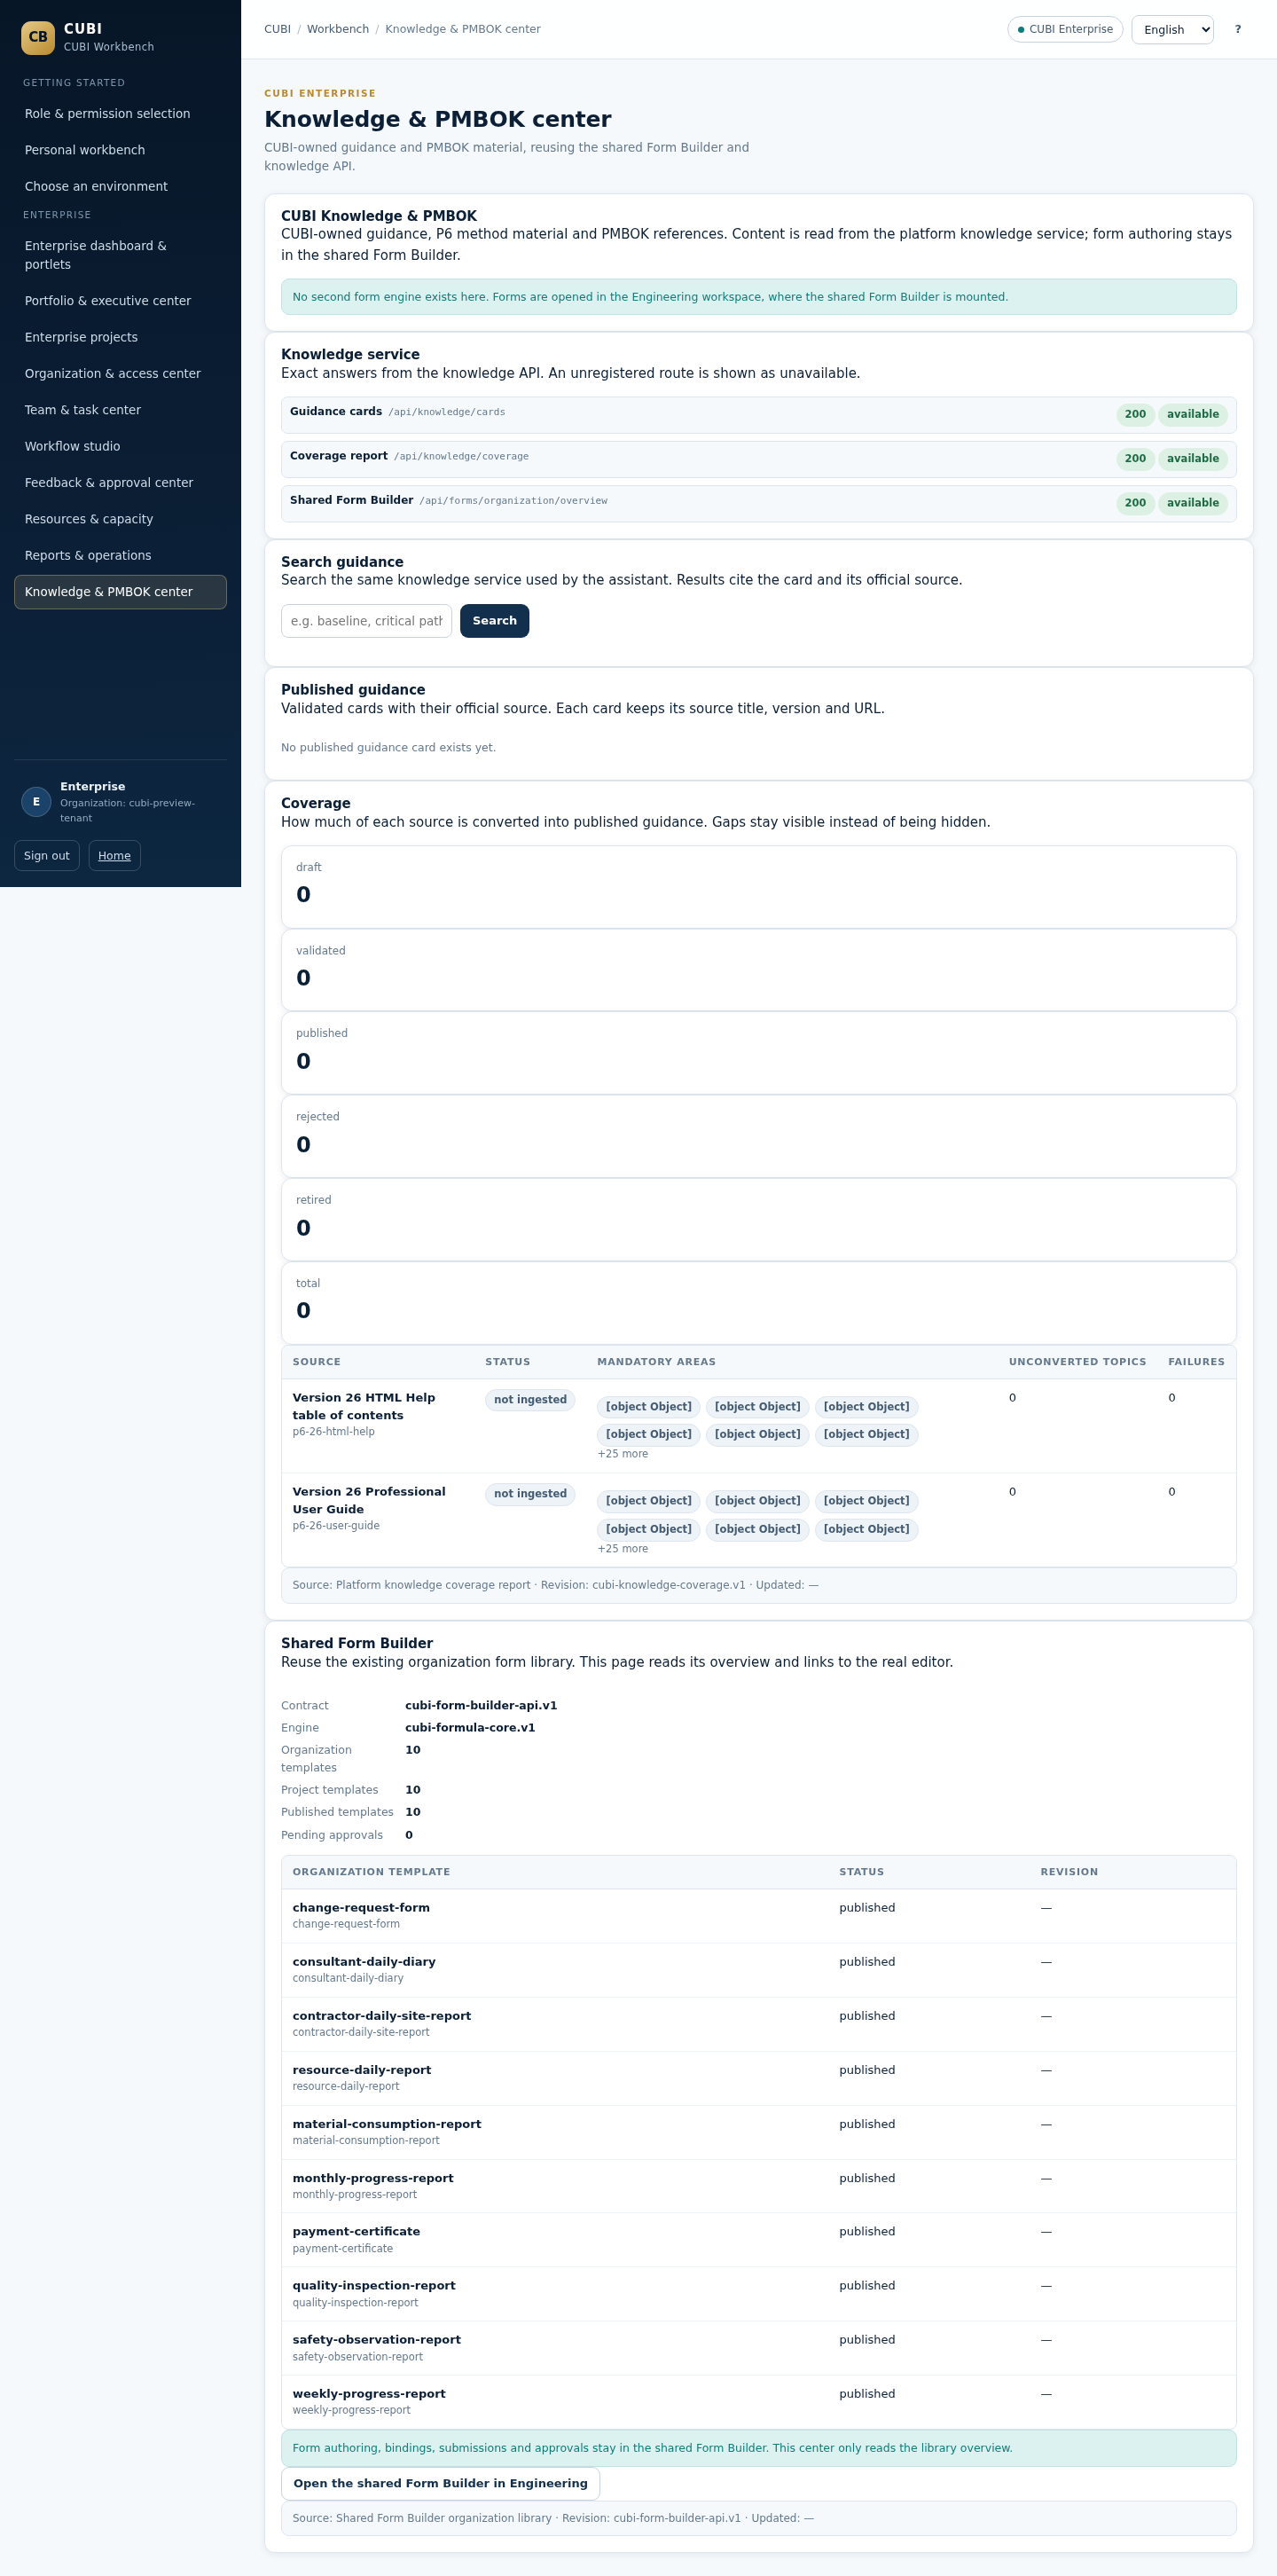 CB
CUBI
CUBI Workbench
GETTING STARTED
Role & permission selection
Personal workbench
Choose an environment
ENTERPRISE
Enterprise dashboard &
portlets
Portfolio & executive center
Enterprise projects
Organization & access center
Team & task center
Workflow studio
Feedback & approval center
Resources & capacity
Reports & operations
Knowledge & PMBOK center
E
Enterprise
Organization: cubi-preview-
tenant
Sign out
Home
CUBI / Workbench / Knowledge & PMBOK center
CUBI Enterprise
English
?
CUBI ENTERPRISE
Knowledge & PMBOK center
CUBI-owned guidance and PMBOK material, reusing the shared Form Builder and
knowledge API.
CUBI Knowledge & PMBOK
CUBI-owned guidance, P6 method material and PMBOK references. Content is read from the platform knowledge service; form authoring stays
in the shared Form Builder.
No second form engine exists here. Forms are opened in the Engineering workspace, where the shared Form Builder is mounted.
Knowledge service
Exact answers from the knowledge API. An unregistered route is shown as unavailable.
Guidance cards /api/knowledge/cards 200 available
Coverage report /api/knowledge/coverage 200 available
Shared Form Builder /api/forms/organization/overview 200 available
Search guidance
Search the same knowledge service used by the assistant. Results cite the card and its official source.
e.g. baseline, critical path
Search
Published guidance
Validated cards with their official source. Each card keeps its source title, version and URL.
No published guidance card exists yet.
Coverage
How much of each source is converted into published guidance. Gaps stay visible instead of being hidden.
draft
0
validated
0
published
0
rejected
0
retired
0
total
0
SOURCE STATUS MANDATORY AREAS UNCONVERTED TOPICS FAILURES
Version 26 HTML Help
table of contents
p6-26-html-help
not ingested
[object Object] [object Object] [object Object]
[object Object] [object Object] [object Object]
+25 more
0
0
Version 26 Professional
User Guide
p6-26-user-guide
not ingested
[object Object] [object Object] [object Object]
[object Object] [object Object] [object Object]
+25 more
0
0
Source: Platform knowledge coverage report · Revision: cubi-knowledge-coverage.v1 · Updated: —
Shared Form Builder
Reuse the existing organization form library. This page reads its overview and links to the real editor.
Contract cubi-form-builder-api.v1
Engine cubi-formula-core.v1
Organization
templates
10
Project templates 10
Published templates 10
Pending approvals 0
ORGANIZATION TEMPLATE STATUS REVISION
change-request-form published —
change-request-form
consultant-daily-diary published —
consultant-daily-diary
contractor-daily-site-report published —
contractor-daily-site-report
resource-daily-report published —
resource-daily-report
material-consumption-report published —
material-consumption-report
monthly-progress-report published —
monthly-progress-report
payment-certificate published —
payment-certificate
quality-inspection-report published —
quality-inspection-report
safety-observation-report published —
safety-observation-report
weekly-progress-report published —
weekly-progress-report
Form authoring, bindings, submissions and approvals stay in the shared Form Builder. This center only reads the library overview.
Open the shared Form Builder in Engineering
Source: Shared Form Builder organization library · Revision: cubi-form-builder-api.v1 · Updated: —